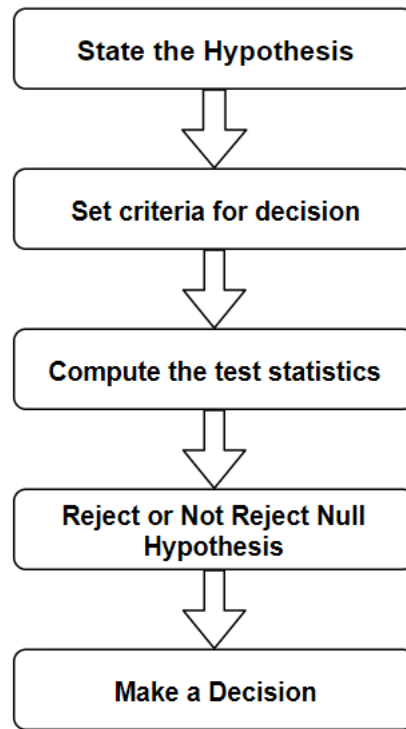 State the Hypothesis
Set criteria for decision
Compute the test statistics
Reject or Not Reject Null
Hypothesis
Make a Decision